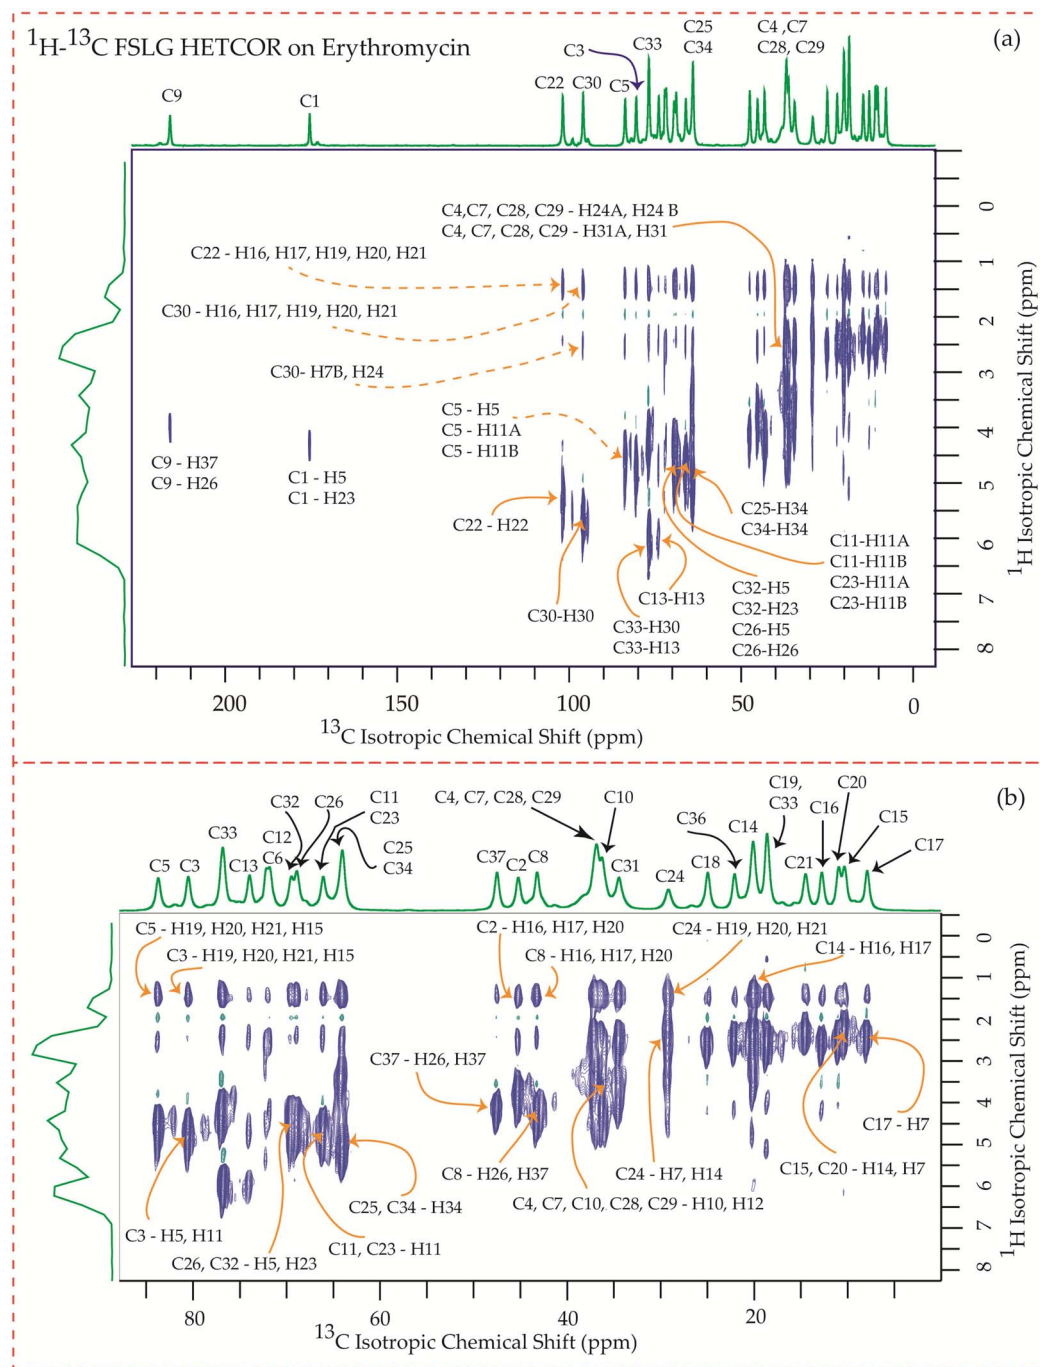 ¹H-¹³C FSLG HETCOR on Erythromycin
(a)
C9
C1
C22
C30
C3
C5
C33
C25
C34
C4 ,C7
C28, C29
C4,C7, C28, C29 - H24A, H24 B
C4, C7, C28, C29 - H31A, H31
C22 - H16, H17, H19, H20, H21
C30 - H16, H17, H19, H20, H21
C30- H7B, H24
C5 - H5
C5 - H11A
C5 - H11B
C9 - H37
C9 - H26
C1 - H5
C1 - H23
C22 - H22
C25-H34
C34-H34
C11-H11A
C11-H11B
C23-H11A
C23-H11B
C30-H30
C13-H13
C33-H30
C33-H13
C32-H5
C32-H23
C26-H5
C26-H26
0
1
2
3
4
5
6
7
8
¹H Isotropic Chemical Shift (ppm)
200
150
100
50
0
¹³C Isotropic Chemical Shift (ppm)
(b)
C5
C3
C33
C13
C12
C6
C32
C26
C11
C23
C25
C34
C4, C7, C28, C29
C10
C37
C2
C8
C31
C24
C18
C36
C14
C19,
C33
C21
C16
C20
C15
C17
C5 - H19, H20, H21, H15
C3 - H19, H20, H21, H15
C2 - H16, H17, H20
C8 - H16, H17, H20
C24 - H19, H20, H21
C14 - H16, H17
C37 - H26, H37
C17 - H7
C8 - H26, H37
C24 - H7, H14
C15, C20 - H14, H7
C25, C34 - H34
C4, C7, C10, C28, C29 - H10, H12
C3 - H5, H11
C11, C23 - H11
C26, C32 - H5, H23
0
1
2
3
4
5
6
7
8
¹H Isotropic Chemical Shift (ppm)
80
60
40
20
¹³C Isotropic Chemical Shift (ppm)